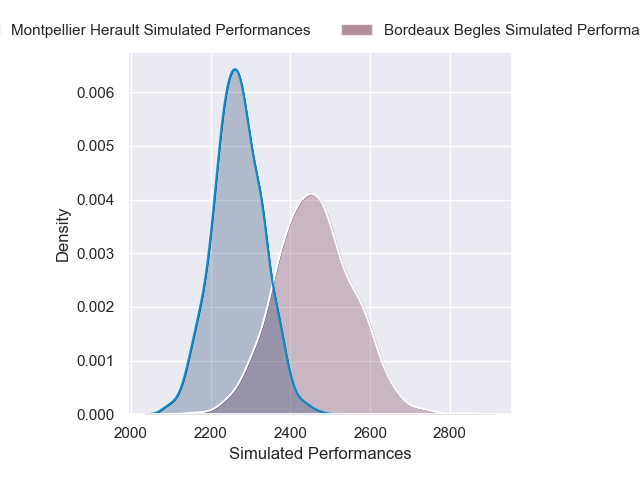 Montpellier Herault Simulated Performances
Bordeaux Begles Simulated Performa
0.006
0.005
0.004
0.003
0.002
0.001
0.000
Density
2000 2200 2400 2600 2800
Simulated Performances